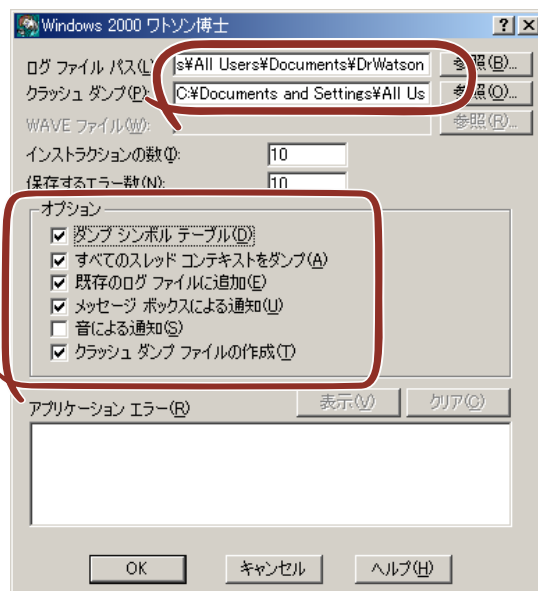 Windows 2000 ワトソン博士
ログ ファイル パス(L) s¥All Users¥Documents¥DrWatson 参照(B)...
クラッシュ ダンプ(P): C:¥Documents and Settings¥All Us 参照(O)...
WAVE ファイル(W): 参照(R)...
インストラクションの数(I): 10
保存するエラー数(N): 10
オプション
ダンプ シンボル テーブル(D)
すべてのスレッド コンテキストをダンプ(A)
既存のログ ファイルに追加(E)
メッセージ ボックスによる通知(U)
音による通知(S)
クラッシュ ダンプ ファイルの作成(T)
アプリケーション エラー(R) 表示(V) クリア(C)
OK キャンセル ヘルプ(H)